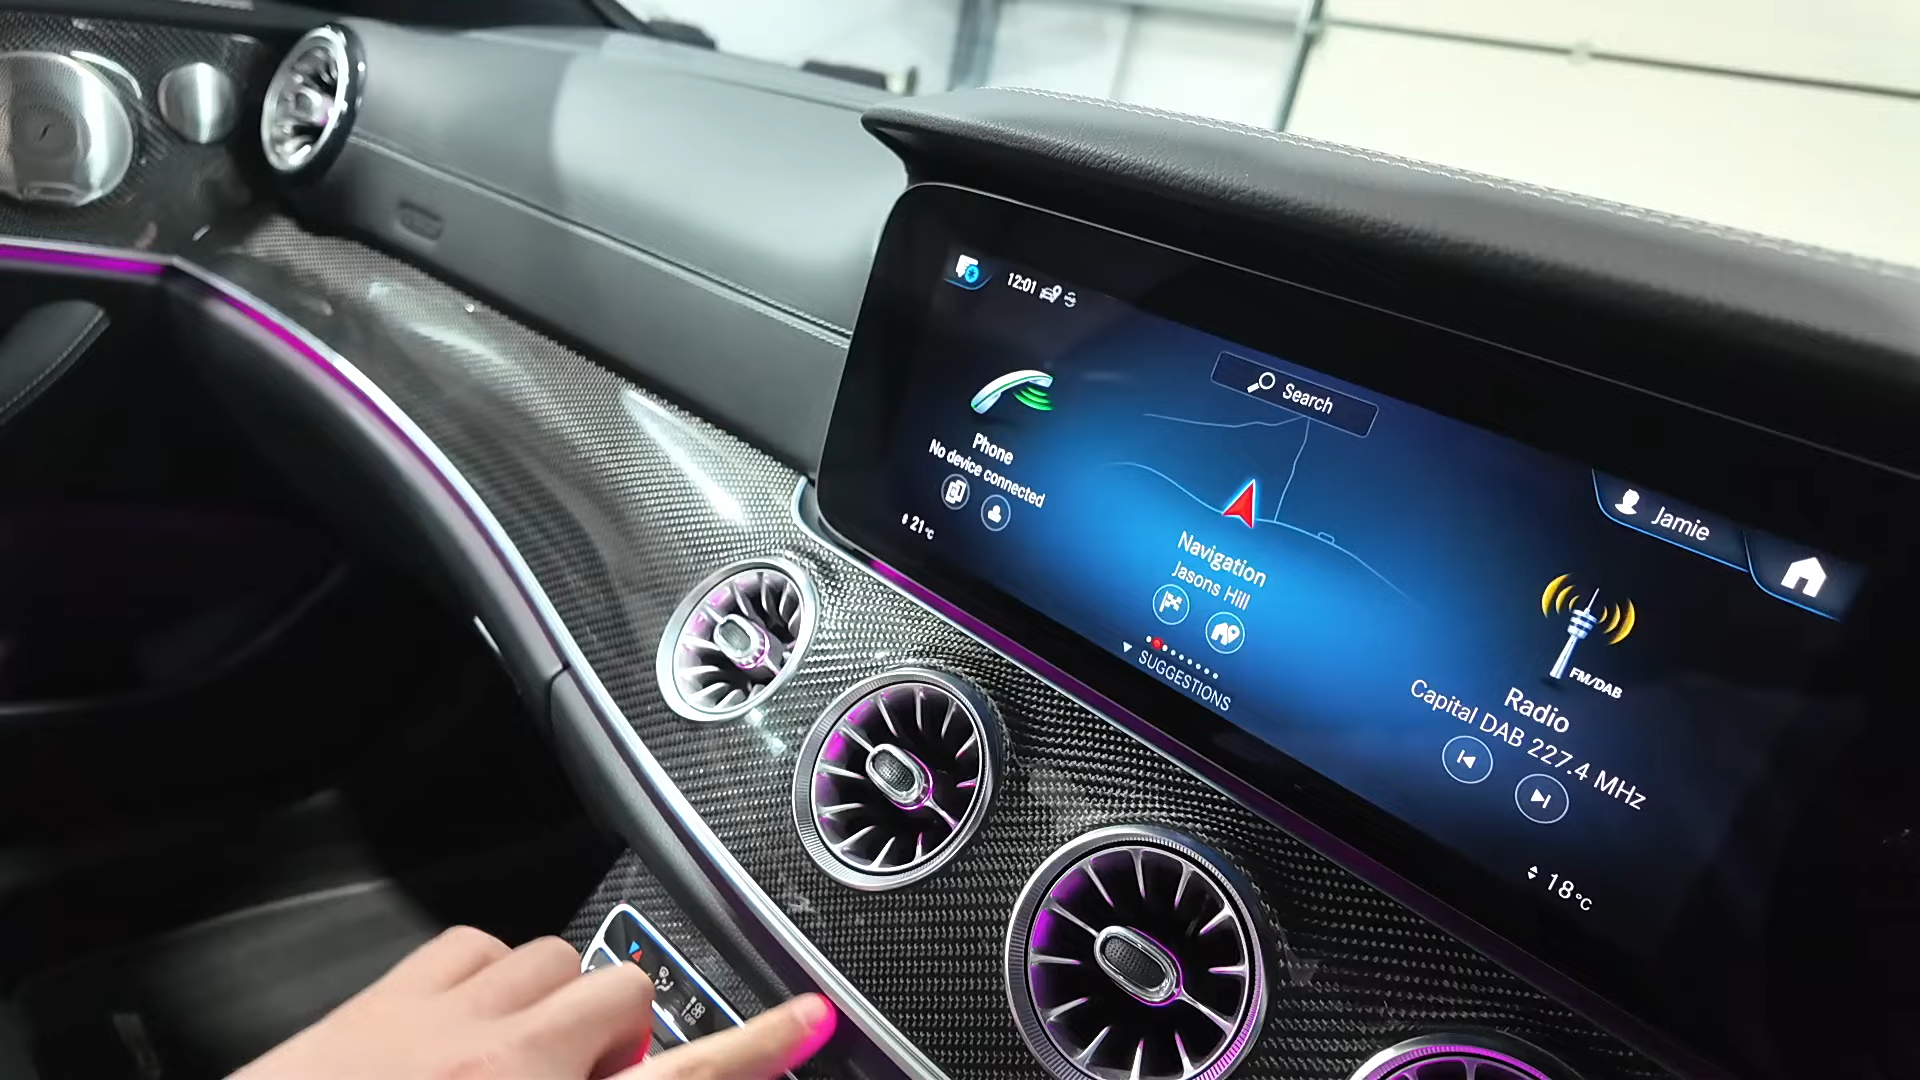 12:01
Search
Phone
No device connected
21°C
Navigation
Jasons Hill
SUGGESTIONS
Jamie
FM/DAB
Radio
Capital DAB 227.4 MHz
18°C
OFF